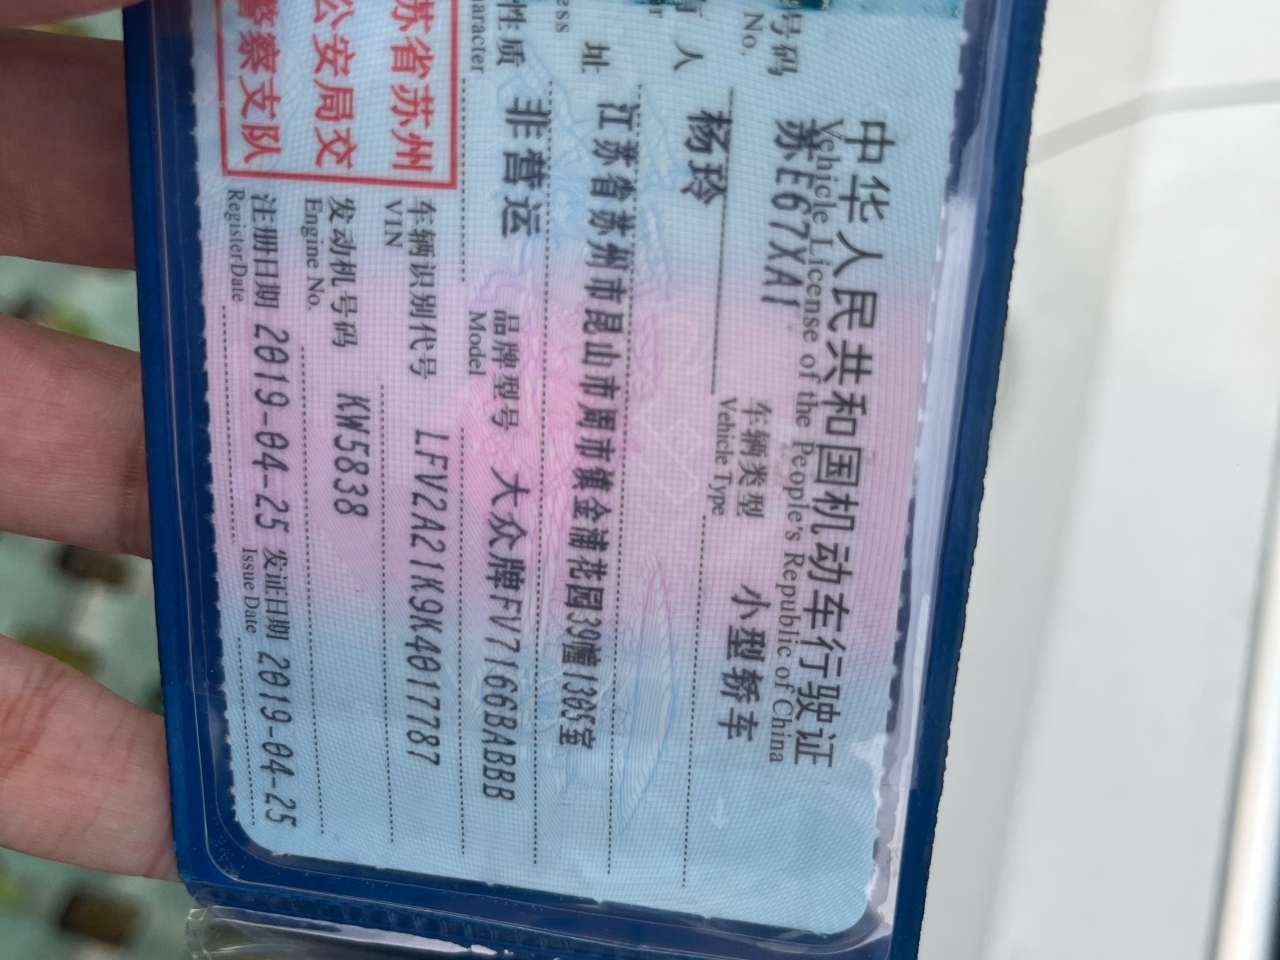 中华人民共和国机动车行驶证
Vehicle License of the People's Republic of China
号码 苏E67XA1 车辆类型 小型轿车
No. Vehicle Type
有人 杨玲
址 江苏省苏州市昆山市周市镇金浦花园39幢1305室
ess
性质 非营运 品牌型号 大众牌FV7166BABBB
aracter Model
苏省苏州
公安局交
警察支队
车辆识别代号 LFV2A21K9K4017787
VIN
发动机号码 KW5838
Engine No.
注册日期 2019-04-25 发证日期 2019-04-25
Register Date Issue Date